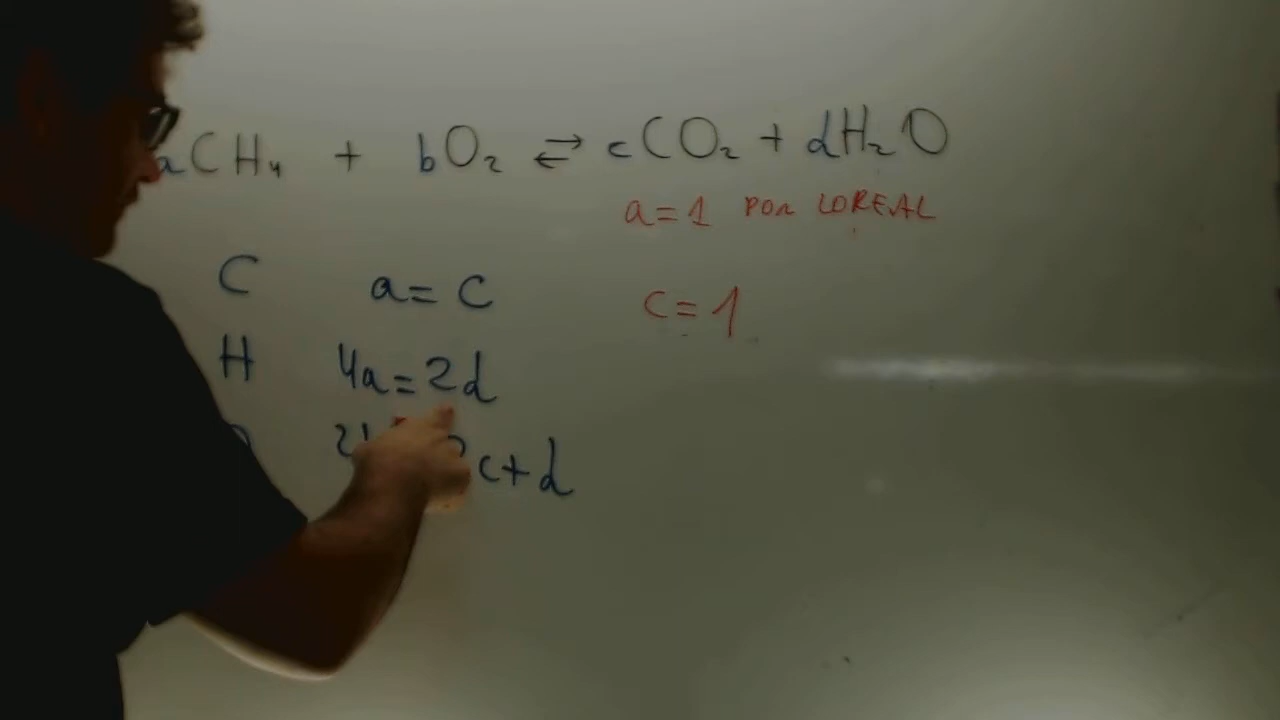 aCH₄ + bO₂ ⇄ cCO₂ + dH₂O
a=1 POR LOREAL
C a=C
c=1
H 4a=2d
c+d